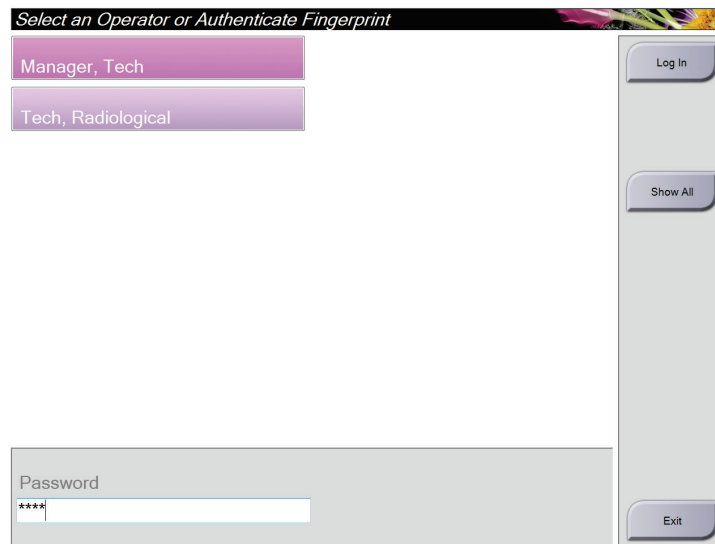 Select an Operator or Authenticate Fingerprint
Manager, Tech
Log In
Tech, Radiological
Show All
Password
****
Exit